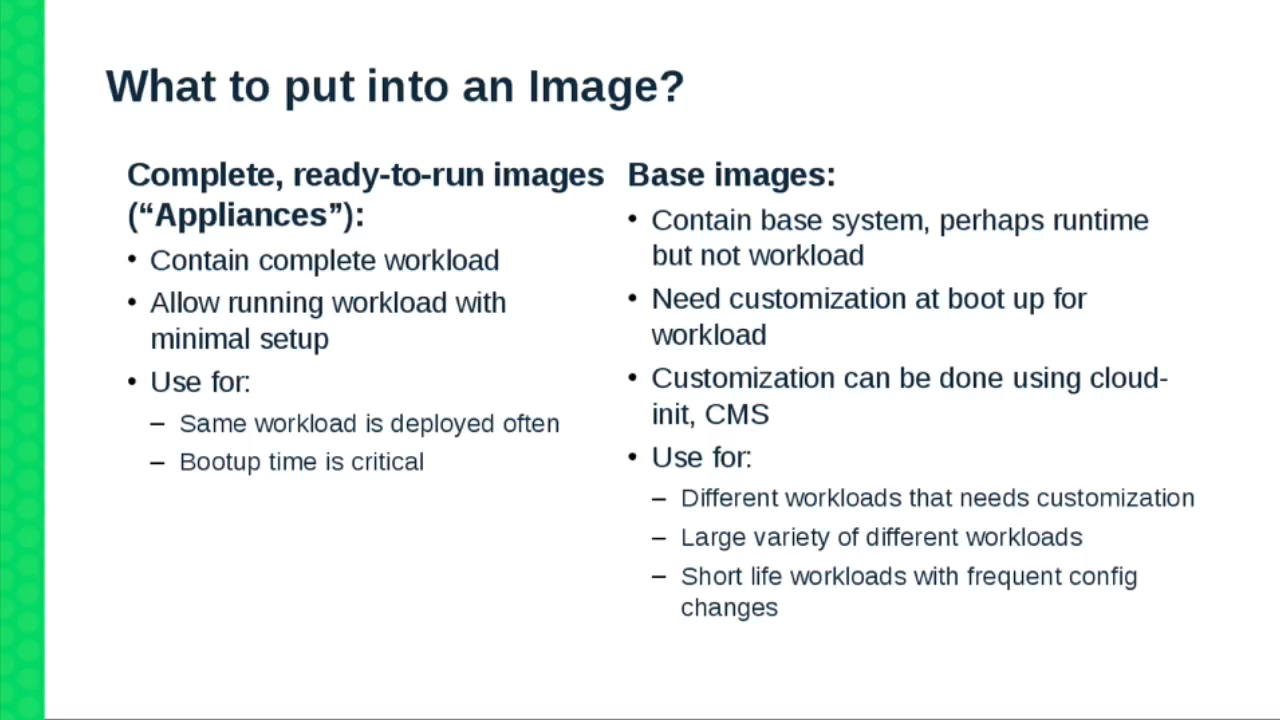 What to put into an Image?
Complete, ready-to-run images
(“Appliances”):
• Contain complete workload
• Allow running workload with
minimal setup
• Use for:
– Same workload is deployed often
– Bootup time is critical
Base images:
• Contain base system, perhaps runtime
but not workload
• Need customization at boot up for
workload
• Customization can be done using cloud-
init, CMS
• Use for:
– Different workloads that needs customization
– Large variety of different workloads
– Short life workloads with frequent config
changes